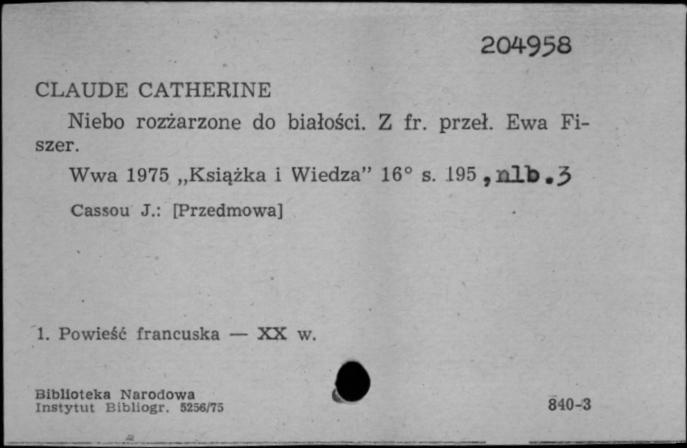 204958
CLAUDE CATHERINE
Niebo rozżarzone do białości. Z fr. przeł. Ewa Fi-
szer.
Wwa 1975 „Książka i Wiedza” 16° s. 195, nlb.3
Cassou J.: [Przedmowa]
1. Powieść francuska — XX w.
Biblioteka Narodowa
Instytut Bibliogr. 5256/75
840-3